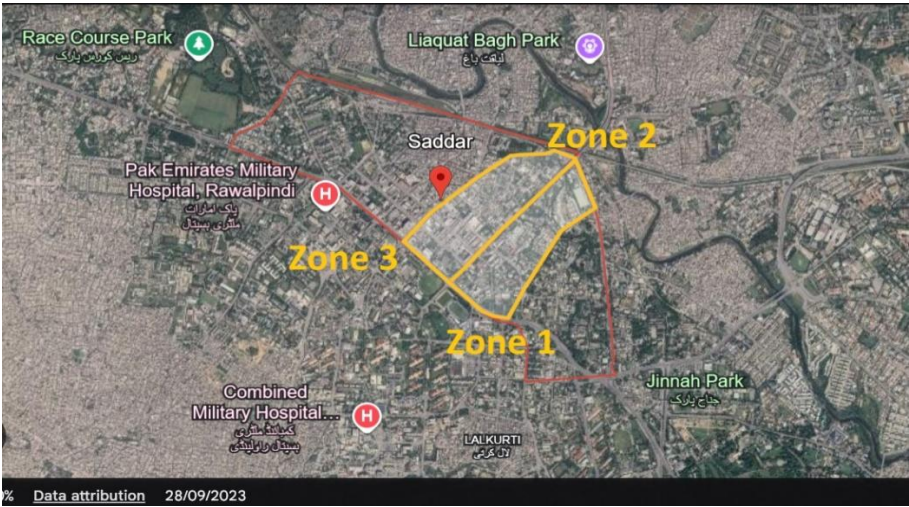 Race Course Park
ریس کورس پارک
Liaquat Bagh Park
لیاقت باغ
Zone 2
Saddar
Pak Emirates Military
Hospital, Rawalpindi
پاک امارات
ملٹری ہسپتال
H
Zone 3
Zone 1
Jinnah Park
جناح پارک
Combined
Military Hospital...
کمبائنڈ ملٹری
ہسپتال راولپنڈی
H
LALKURTI
لال کرتی
0% Data attribution 28/09/2023